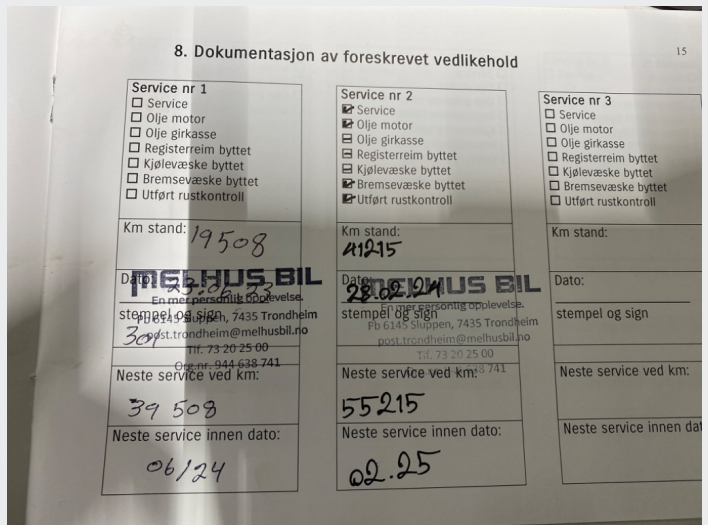 15
8. Dokumentasjon av foreskrevet vedlikehold
Service nr 1
Service
Olje motor
Olje girkasse
Registerreim byttet
Kjølevæske byttet
Bremsevæske byttet
Utført rustkontroll
Km stand: 19508
Dato: 23.06.23
MELHUS BIL
En mer personlig opplevelse.
stempel og sign
Pb 6145 Sluppen, 7435 Trondheim
post.trondheim@melhusbil.no
Tlf. 73 20 25 00
Org.nr. 944 638 741
Neste service ved km:
39 508
Neste service innen dato:
06/24
Service nr 2
Service
Olje motor
Olje girkasse
Registerreim byttet
Kjølevæske byttet
Bremsevæske byttet
Utført rustkontroll
Km stand:
41215
Dato:
28.02.24
MELHUS BIL
En mer personlig opplevelse.
stempel og sign
Pb 6145 Sluppen, 7435 Trondheim
post.trondheim@melhusbil.no
Tlf. 73 20 25 00
741
Neste service ved km:
55215
Neste service innen dato:
02.25
Service nr 3
Service
Olje motor
Olje girkasse
Registerreim byttet
Kjølevæske byttet
Bremsevæske byttet
Utført rustkontroll
Km stand:
Dato:
stempel og sign
Neste service ved km:
Neste service innen dat